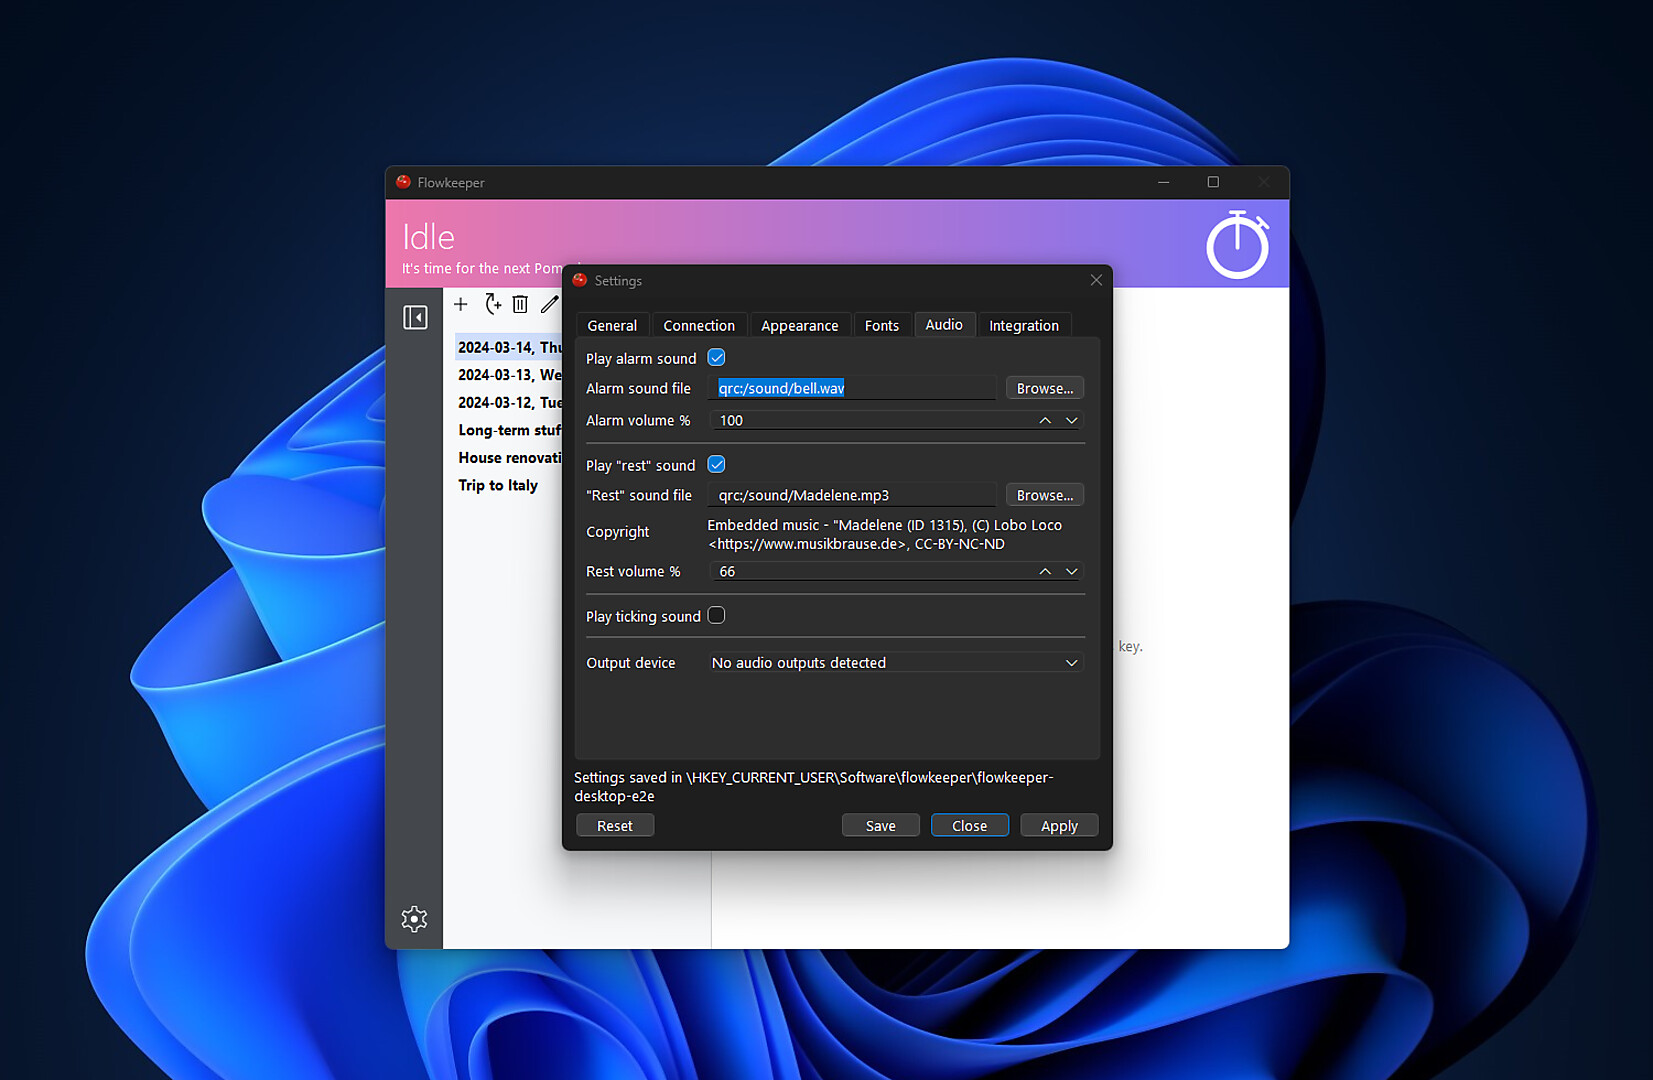 Flowkeeper
Idle
It's time for the next Pom
Settings
General Connection Appearance Fonts Audio Integration
2024-03-14, Thu
2024-03-13, We
2024-03-12, Tue
Long-term stuf
House renovati
Trip to Italy
Play alarm sound
Alarm sound file qrc:/sound/bell.wav Browse...
Alarm volume % 100
Play "rest" sound
"Rest" sound file qrc:/sound/Madelene.mp3 Browse...
Copyright
Embedded music - "Madelene (ID 1315), (C) Lobo Loco
<https://www.musikbrause.de>, CC-BY-NC-ND
Rest volume % 66
Play ticking sound
key.
Output device No audio outputs detected
Settings saved in \HKEY_CURRENT_USER\Software\flowkeeper\flowkeeper-
desktop-e2e
Reset Save Close Apply